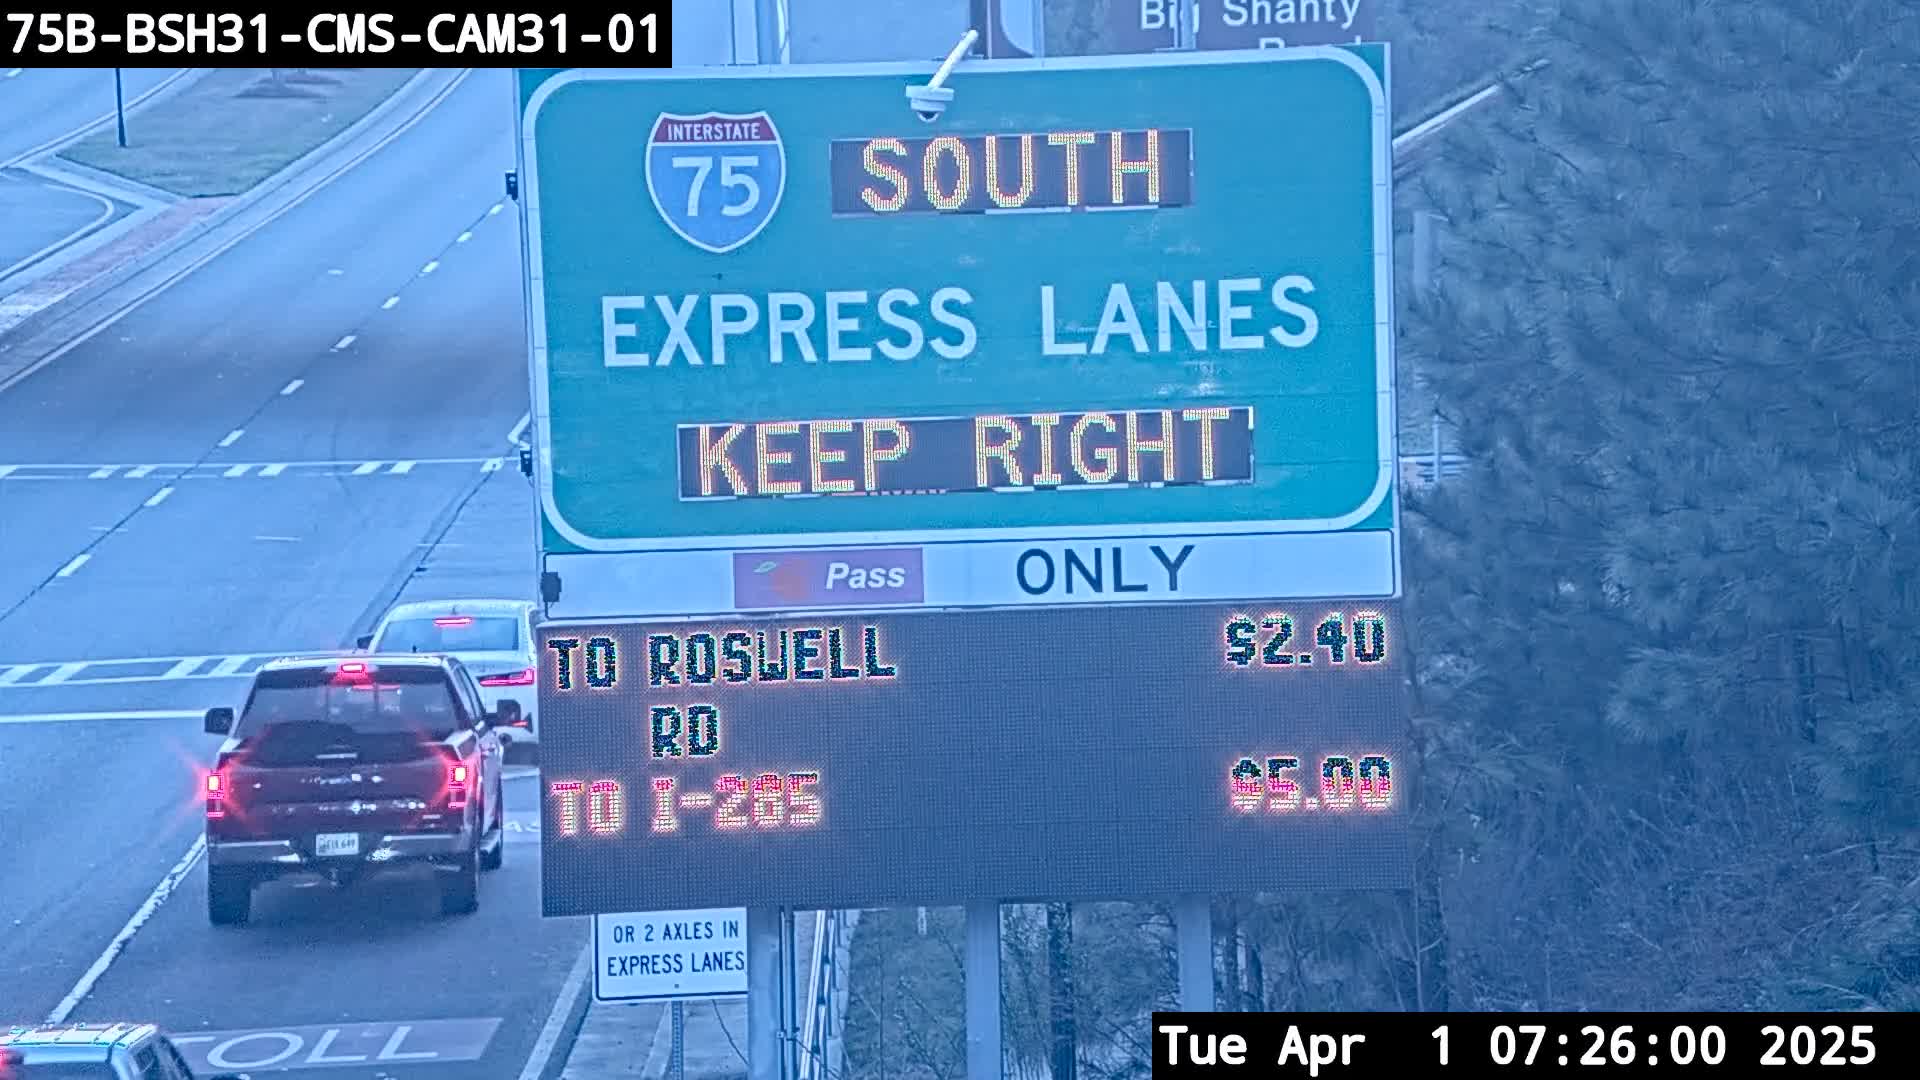 75B-BSH31-CMS-CAM31-01
Big Shanty
INTERSTATE
75
SOUTH
EXPRESS LANES
KEEP RIGHT
Pass ONLY
TO ROSWELL $2.40
RD
TO I-285 $5.00
OR 2 AXLES IN
EXPRESS LANES
TOLL
Tue Apr 1 07:26:00 2025